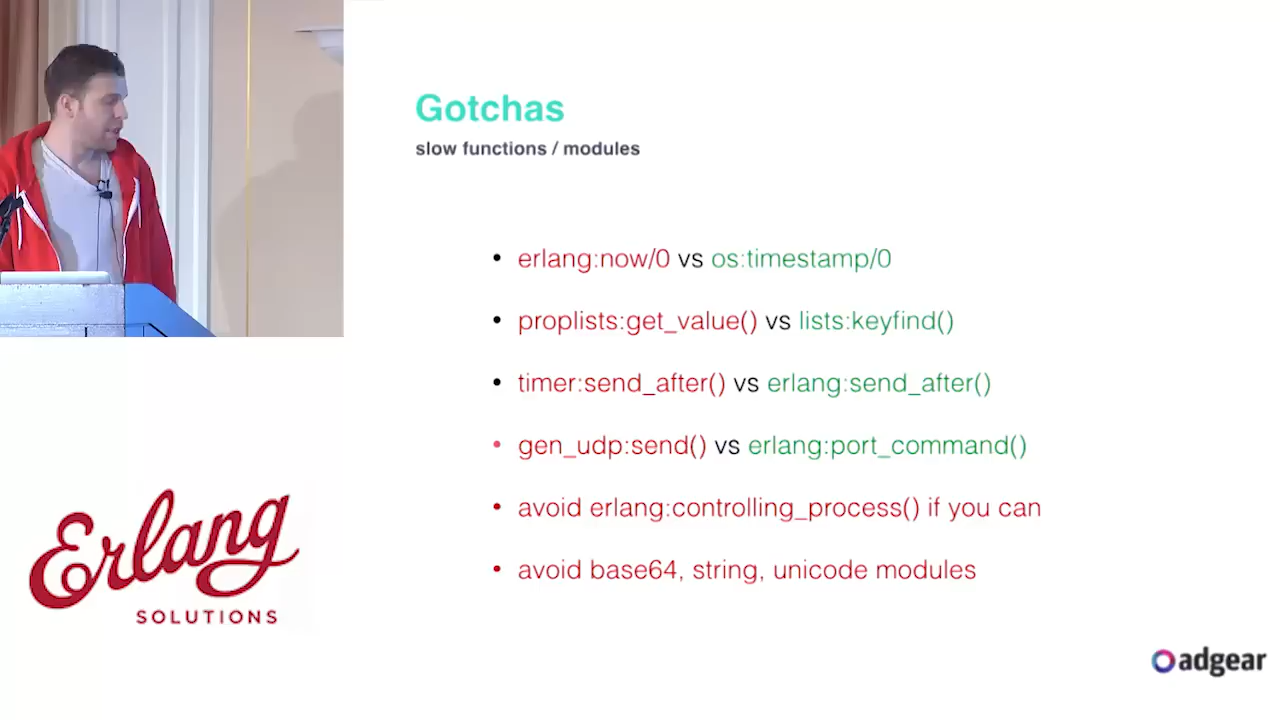 Gotchas
slow functions / modules
erlang:now/0 vs os:timestamp/0
proplists:get_value() vs lists:keyfind()
timer:send_after() vs erlang:send_after()
gen_udp:send() vs erlang:port_command()
avoid erlang:controlling_process() if you can
avoid base64, string, unicode modules
Erlang
SOLUTIONS
adgear